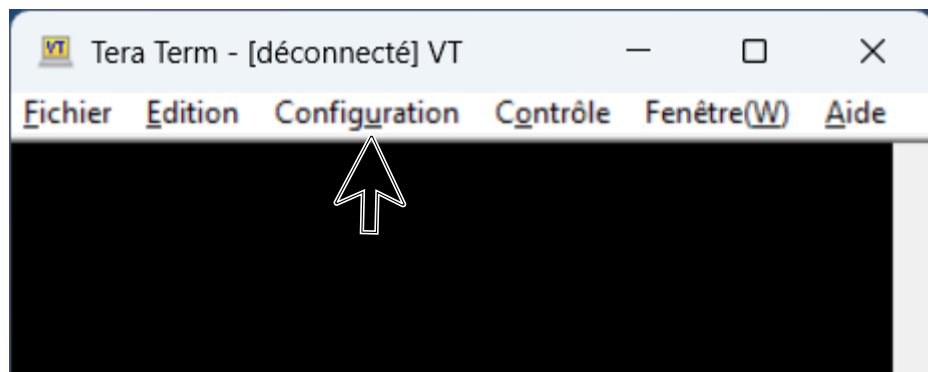 VT Tera Term - [déconnecté] VT
Fichier Edition Configuration Contrôle Fenêtre(W) Aide